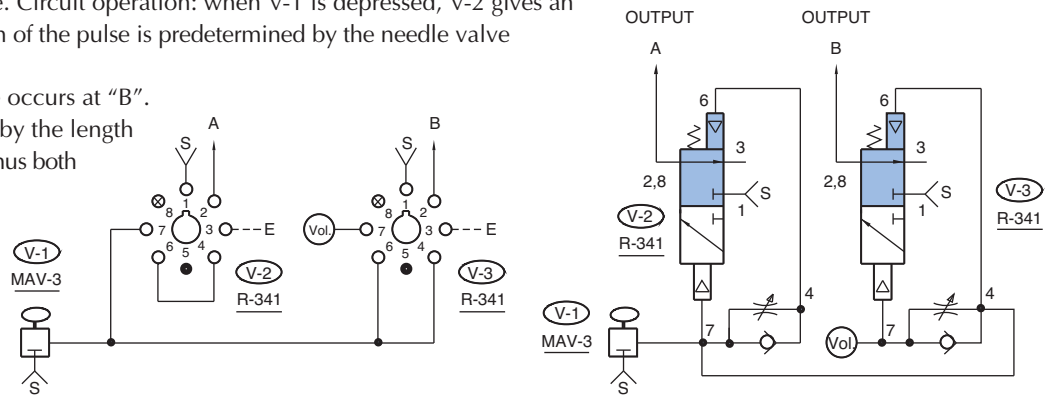 e. Circuit operation: when V-1 is depressed, V-2 gives an
n of the pulse is predetermined by the needle valve
occurs at “B”.
by the length
nus both
A
S
1
8
2
7
3
E
6
5
4
V-1
MAV-3
V-2
R-341
S
B
S
1
8
2
Vol.
7
3
E
6
5
4
V-3
R-341
OUTPUT
OUTPUT
A
B
6
6
3
3
2,8
S
2,8
S
V-3
1
1
R-341
V-2
R-341
4
4
V-1
MAV-3
7
Vol.
7
S